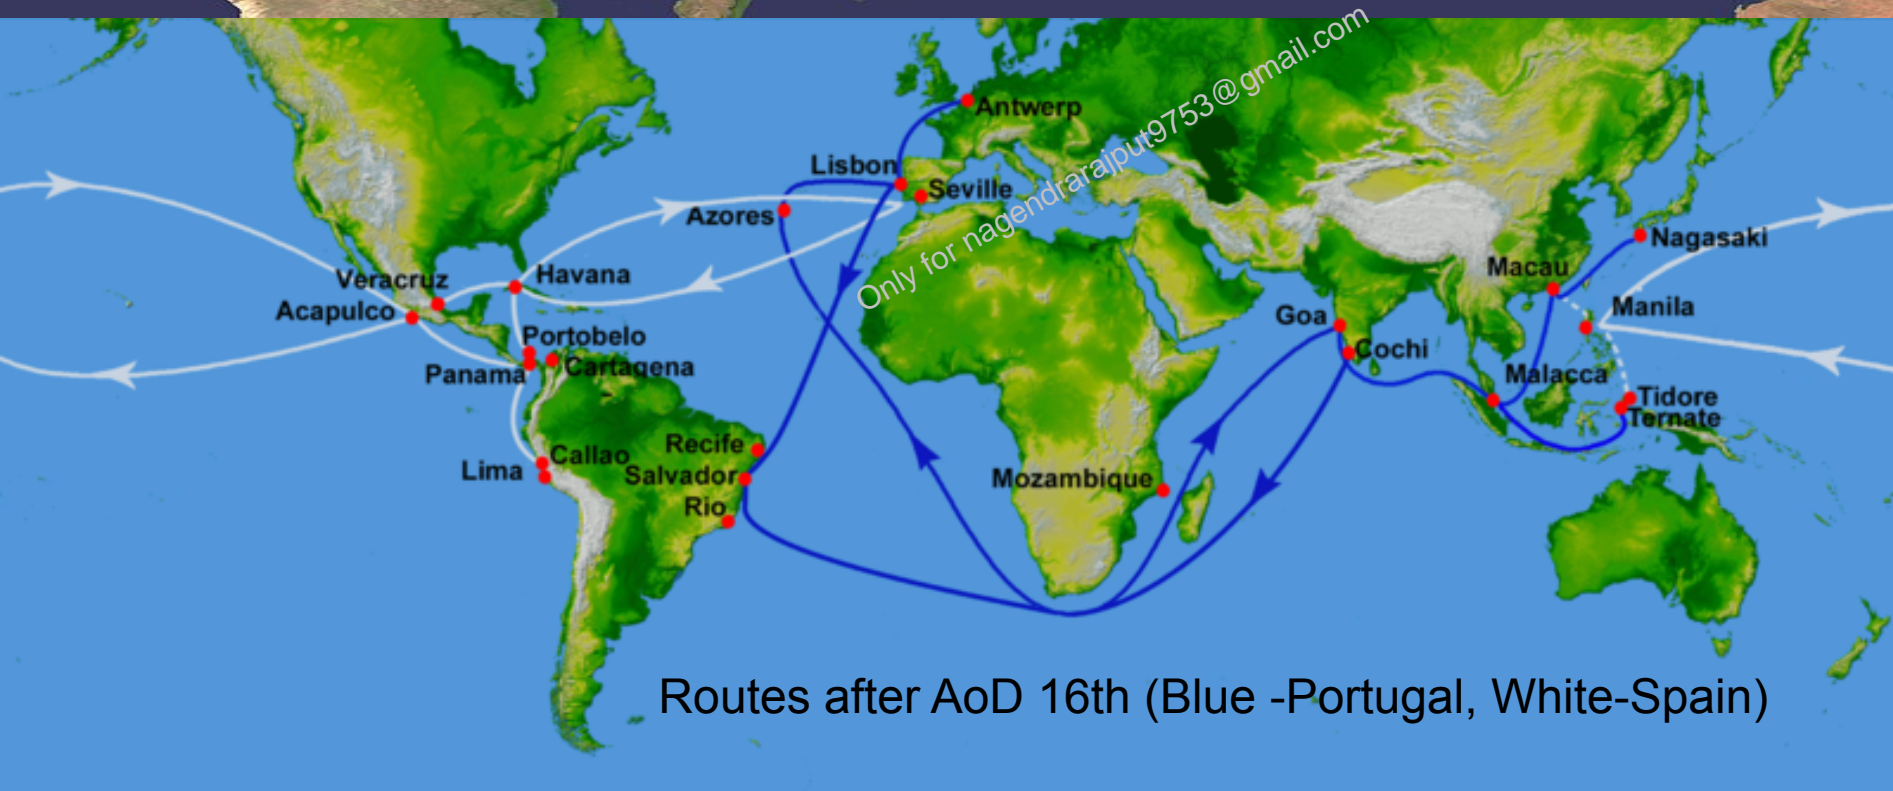 Only for nagendrarajput9753@gmail.com
Antwerp
Lisbon
Seville
Azores
Nagasaki
Macau
Havana
Veracruz
Acapulco
Manila
Goa
Portobelo
Cochi
Cartagena
Panama
Malacca
Tidore
Ternate
Recife
Callao
Lima
Salvador
Mozambique
Rio
Routes after AoD 16th (Blue -Portugal, White-Spain)